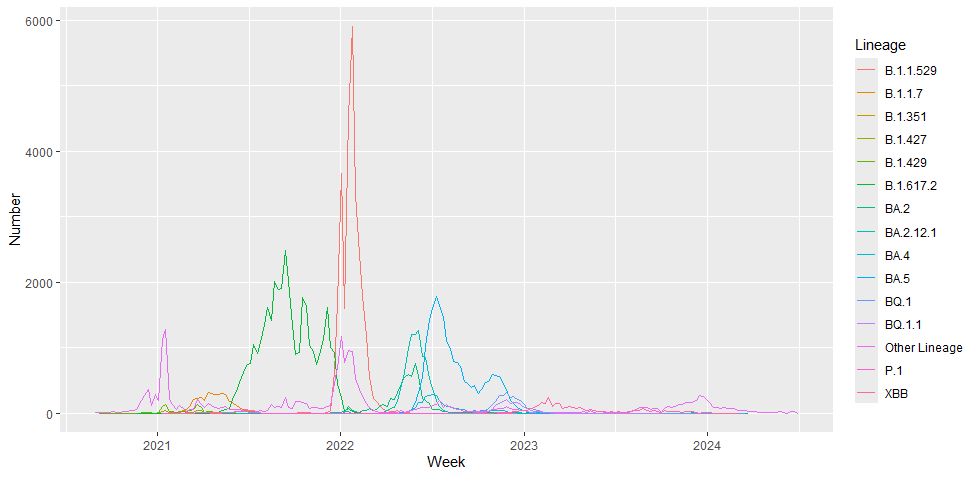 6000
4000
2000
0
Number
2021
2022
2023
2024
Week
Lineage
B.1.1.529
B.1.1.7
B.1.351
B.1.427
B.1.429
B.1.617.2
BA.2
BA.2.12.1
BA.4
BA.5
BQ.1
BQ.1.1
Other Lineage
P.1
XBB